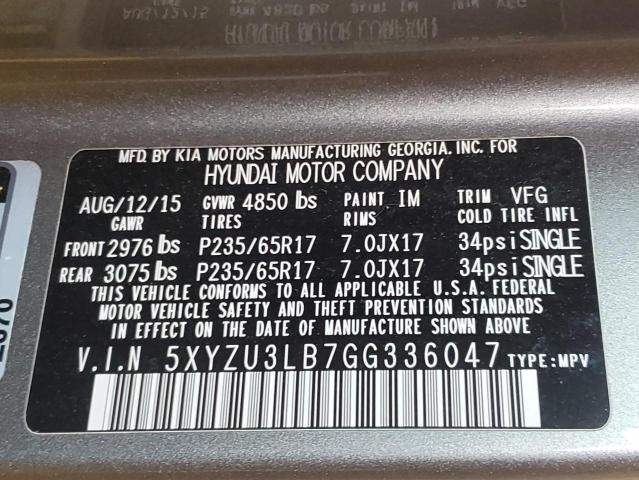 MFD. BY KIA MOTORS MANUFACTURING GEORGIA, INC. FOR
HYUNDAI MOTOR COMPANY
AUG/12/15 GVWR 4850 lbs PAINT IM TRIM VFG
GAWR TIRES RIMS COLD TIRE INFL
FRONT 2976 lbs P235/65R17 7.0JX17 34psi SINGLE
REAR 3075 lbs P235/65R17 7.0JX17 34psi SINGLE
THIS VEHICLE CONFORMS TO ALL APPLICABLE U.S.A. FEDERAL
MOTOR VEHICLE SAFETY AND THEFT PREVENTION STANDARDS
IN EFFECT ON THE DATE OF MANUFACTURE SHOWN ABOVE.
V.I.N 5XYZU3LB7GG336047 TYPE:MPV